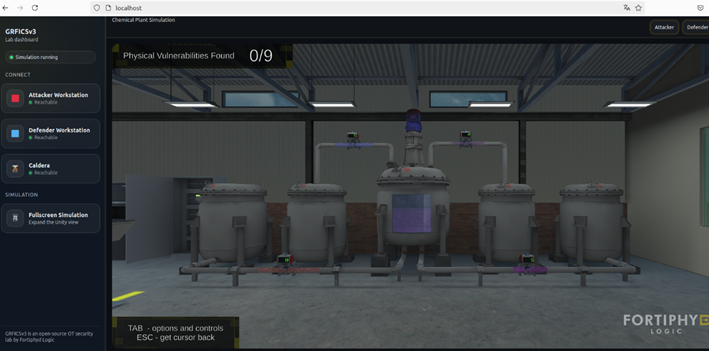 localhost
GRFICSv3
Lab dashboard
Simulation running
CONNECT
Attacker Workstation
Reachable
Defender Workstation
Reachable
Caldera
Reachable
SIMULATION
Fullscreen Simulation
Expand the Unity view
GRFICSv3 is an open-source OT security
lab by Fortiphyd Logic
Chemical Plant Simulation
Attacker
Defender
Physical Vulnerabilities Found 0/9
TAB - options and controls
ESC - get cursor back
FORTIPHY
LOGIC